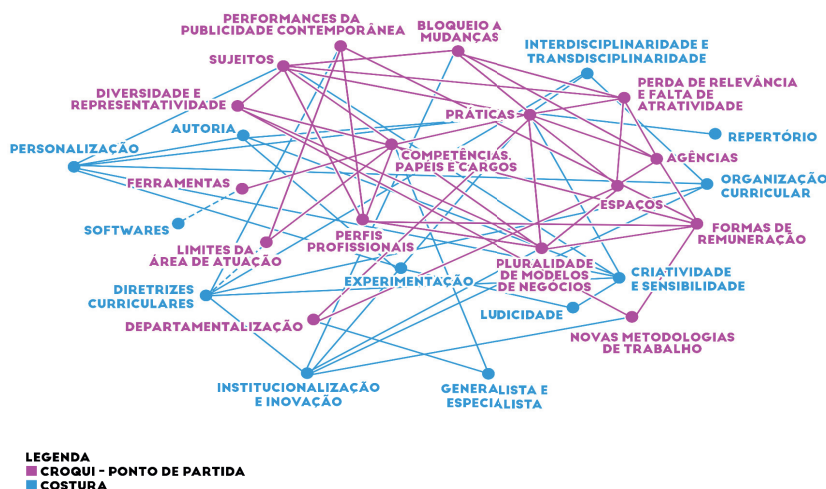 PERFORMANCES DA
PUBLICIDADE CONTEMPORÂNEA
BLOQUEIO A
MUDANÇAS
INTERDISCIPLINARIDADE E
TRANSDISCIPLINARIDADE
SUJEITOS
PERDA DE RELEVÂNCIA
E FALTA DE
ATRATIVIDADE
DIVERSIDADE E
REPRESENTATIVIDADE
PRÁTICAS
AUTORIA
REPERTÓRIO
PERSONALIZAÇÃO
COMPETÊNCIAS,
PAPÉIS E CARGOS
AGÊNCIAS
FERRAMENTAS
ORGANIZAÇÃO
CURRICULAR
ESPAÇOS
SOFTWARES
PERFIS
PROFISSIONAIS
FORMAS DE
REMUNERAÇÃO
LIMITES DA
ÁREA DE ATUAÇÃO
PLURALIDADE
DE MODELOS
DE NEGÓCIOS
CRIATIVIDADE
E SENSIBILIDADE
EXPERIMENTAÇÃO
DIRETRIZES
CURRICULARES
LUDICIDADE
DEPARTAMENTALIZAÇÃO
NOVAS METODOLOGIAS
DE TRABALHO
INSTITUCIONALIZAÇÃO
E INOVAÇÃO
GENERALISTA E
ESPECIALISTA
LEGENDA
CROQUI - PONTO DE PARTIDA
COSTURA